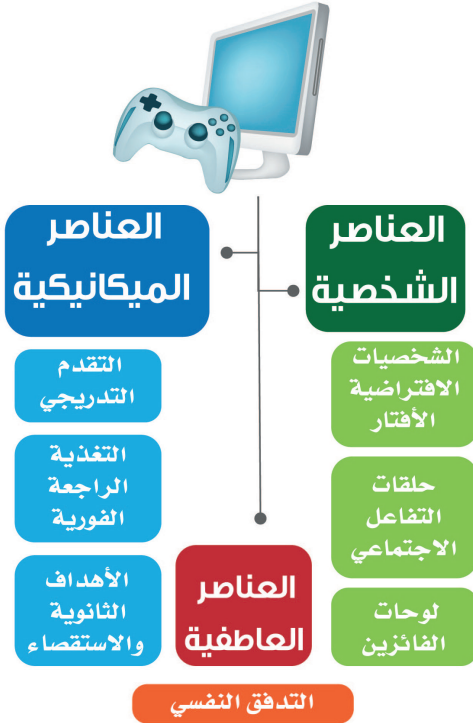 العناصر
الشخصية
الشخصيات
الافتراضية
الأفتار
حلقات
التفاعل
الاجتماعي
لوحات
الفائزين
العناصر
الميكانيكية
التقدم
التدريجي
التغذية
الراجعة
الفورية
الأهداف
الثانوية
والاستقصاء
العناصر
العاطفية
التدفق النفسي